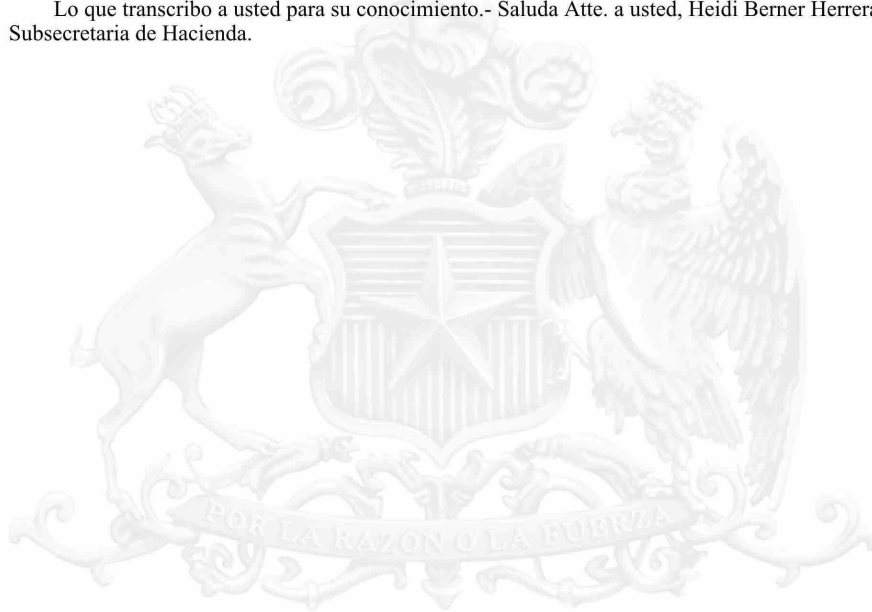 Lo que transcribo a usted para su conocimiento.- Saluda Atte. a usted, Heidi Berner Herrera
Subsecretaria de Hacienda.
POR LA RAZÓN O LA FUERZA